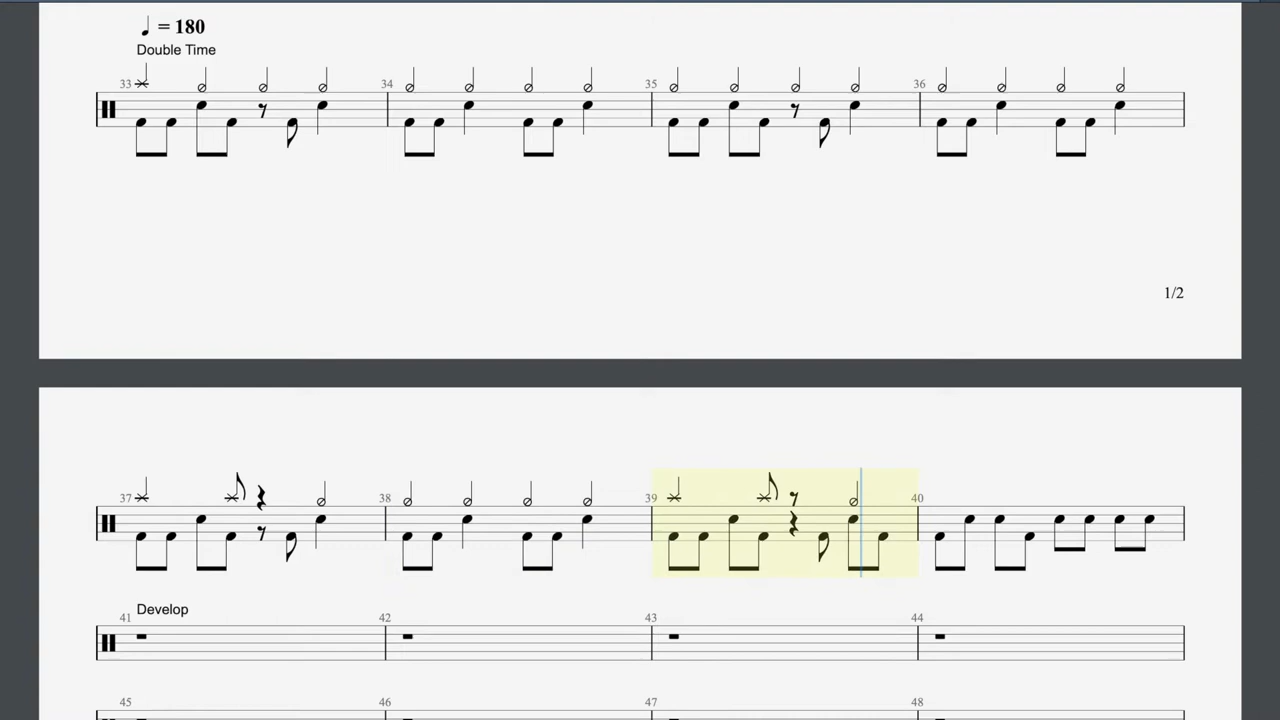 ♩ = 180
Double Time
33 34 35 36
1/2
37 38 39 40
Develop
41 42 43 44
45 46 47 48